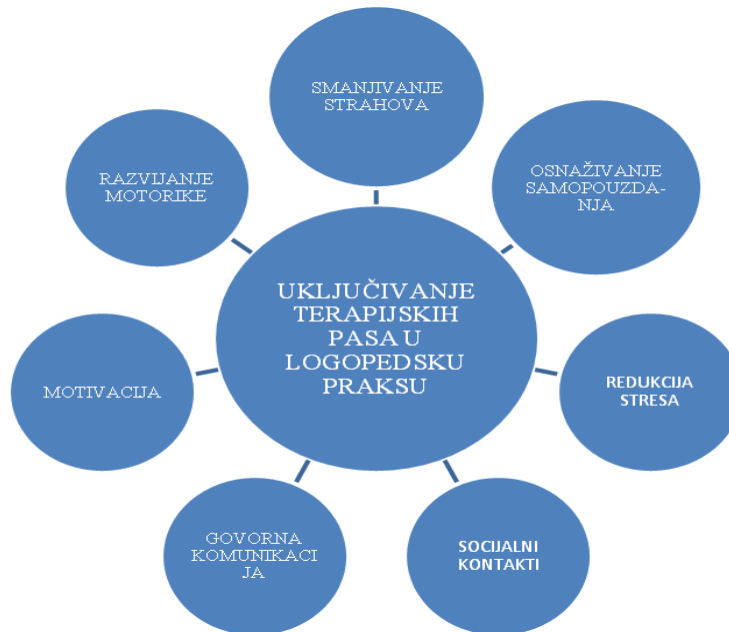 SMANJIVANJE
STRAHOVA
RAZVIJANJE
MOTORIKE
OSNAŽIVANJE
SAMOPOUZDA-
NJA
UKLJUČIVANJE
TERAPIJSKIH
PASA U
LOGOPEDSKU
PRAKSU
MOTIVACIJA
REDUKCIJA
STRESA
GOVORNA
KOMUNIKACI
JA
SOCIJALNI
KONTAKTI